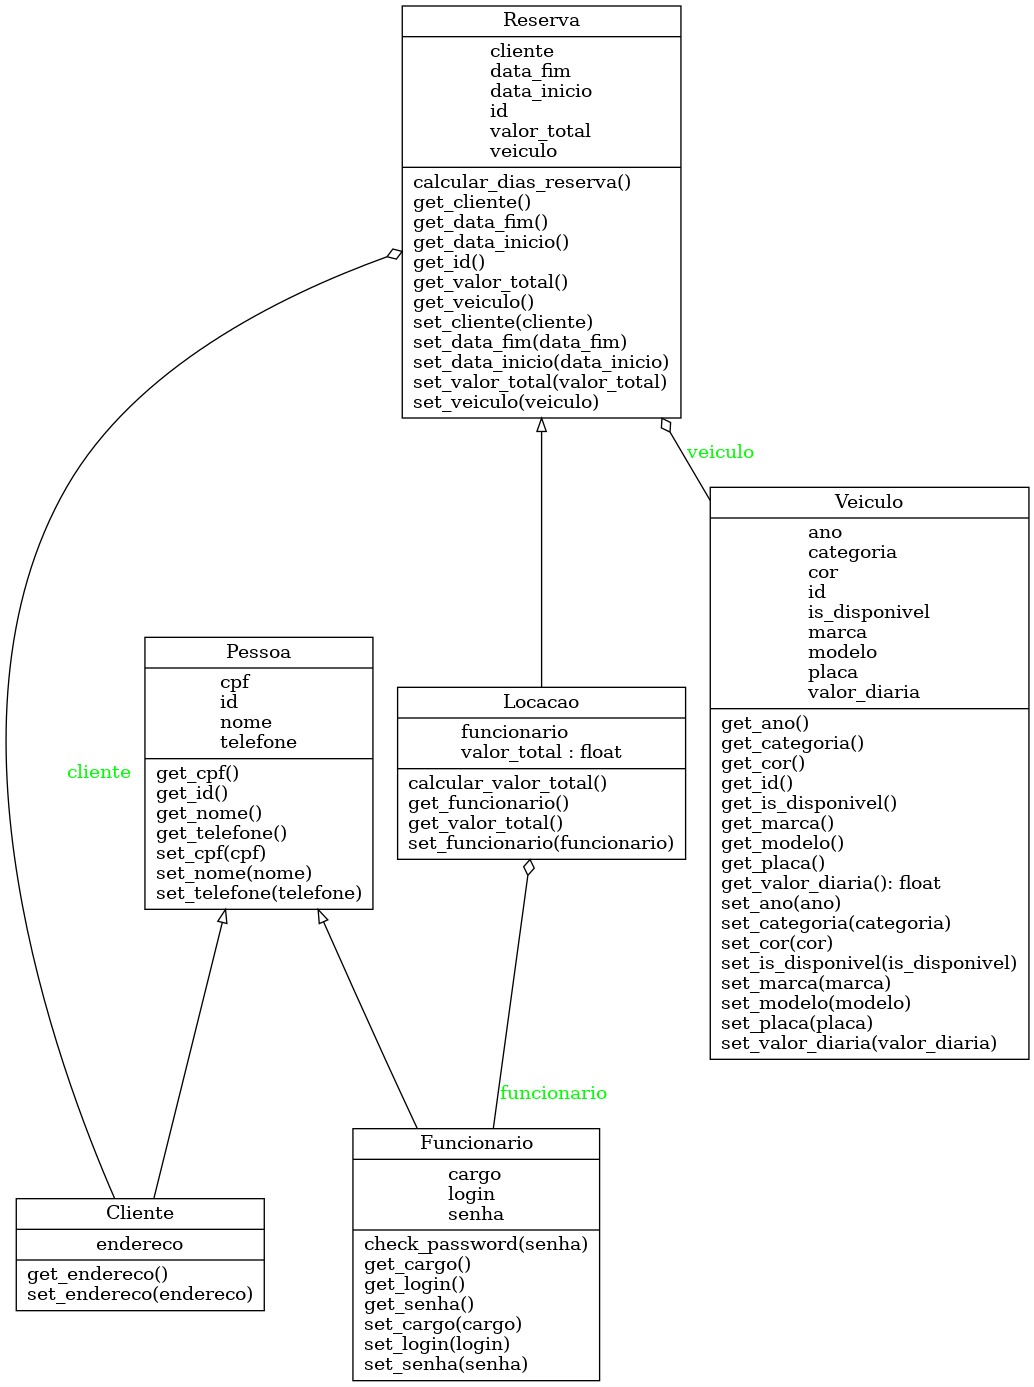 Reserva
cliente
data_fim
data_inicio
id
valor_total
veiculo
calcular_dias_reserva()
get_cliente()
get_data_fim()
get_data_inicio()
get_id()
get_valor_total()
get_veiculo()
set_cliente(cliente)
set_data_fim(data_fim)
set_data_inicio(data_inicio)
set_valor_total(valor_total)
set_veiculo(veiculo)
veiculo
Veiculo
ano
categoria
cor
id
is_disponivel
marca
modelo
placa
valor_diaria
get_ano()
get_categoria()
get_cor()
get_id()
get_is_disponivel()
get_marca()
get_modelo()
get_placa()
get_valor_diaria(): float
set_ano(ano)
set_categoria(categoria)
set_cor(cor)
set_is_disponivel(is_disponivel)
set_marca(marca)
set_modelo(modelo)
set_placa(placa)
set_valor_diaria(valor_diaria)
cliente
Pessoa
cpf
id
nome
telefone
get_cpf()
get_id()
get_nome()
get_telefone()
set_cpf(cpf)
set_nome(nome)
set_telefone(telefone)
Locacao
funcionario
valor_total : float
calcular_valor_total()
get_funcionario()
get_valor_total()
set_funcionario(funcionario)
funcionario
Cliente
endereco
get_endereco()
set_endereco(endereco)
Funcionario
cargo
login
senha
check_password(senha)
get_cargo()
get_login()
get_senha()
set_cargo(cargo)
set_login(login)
set_senha(senha)